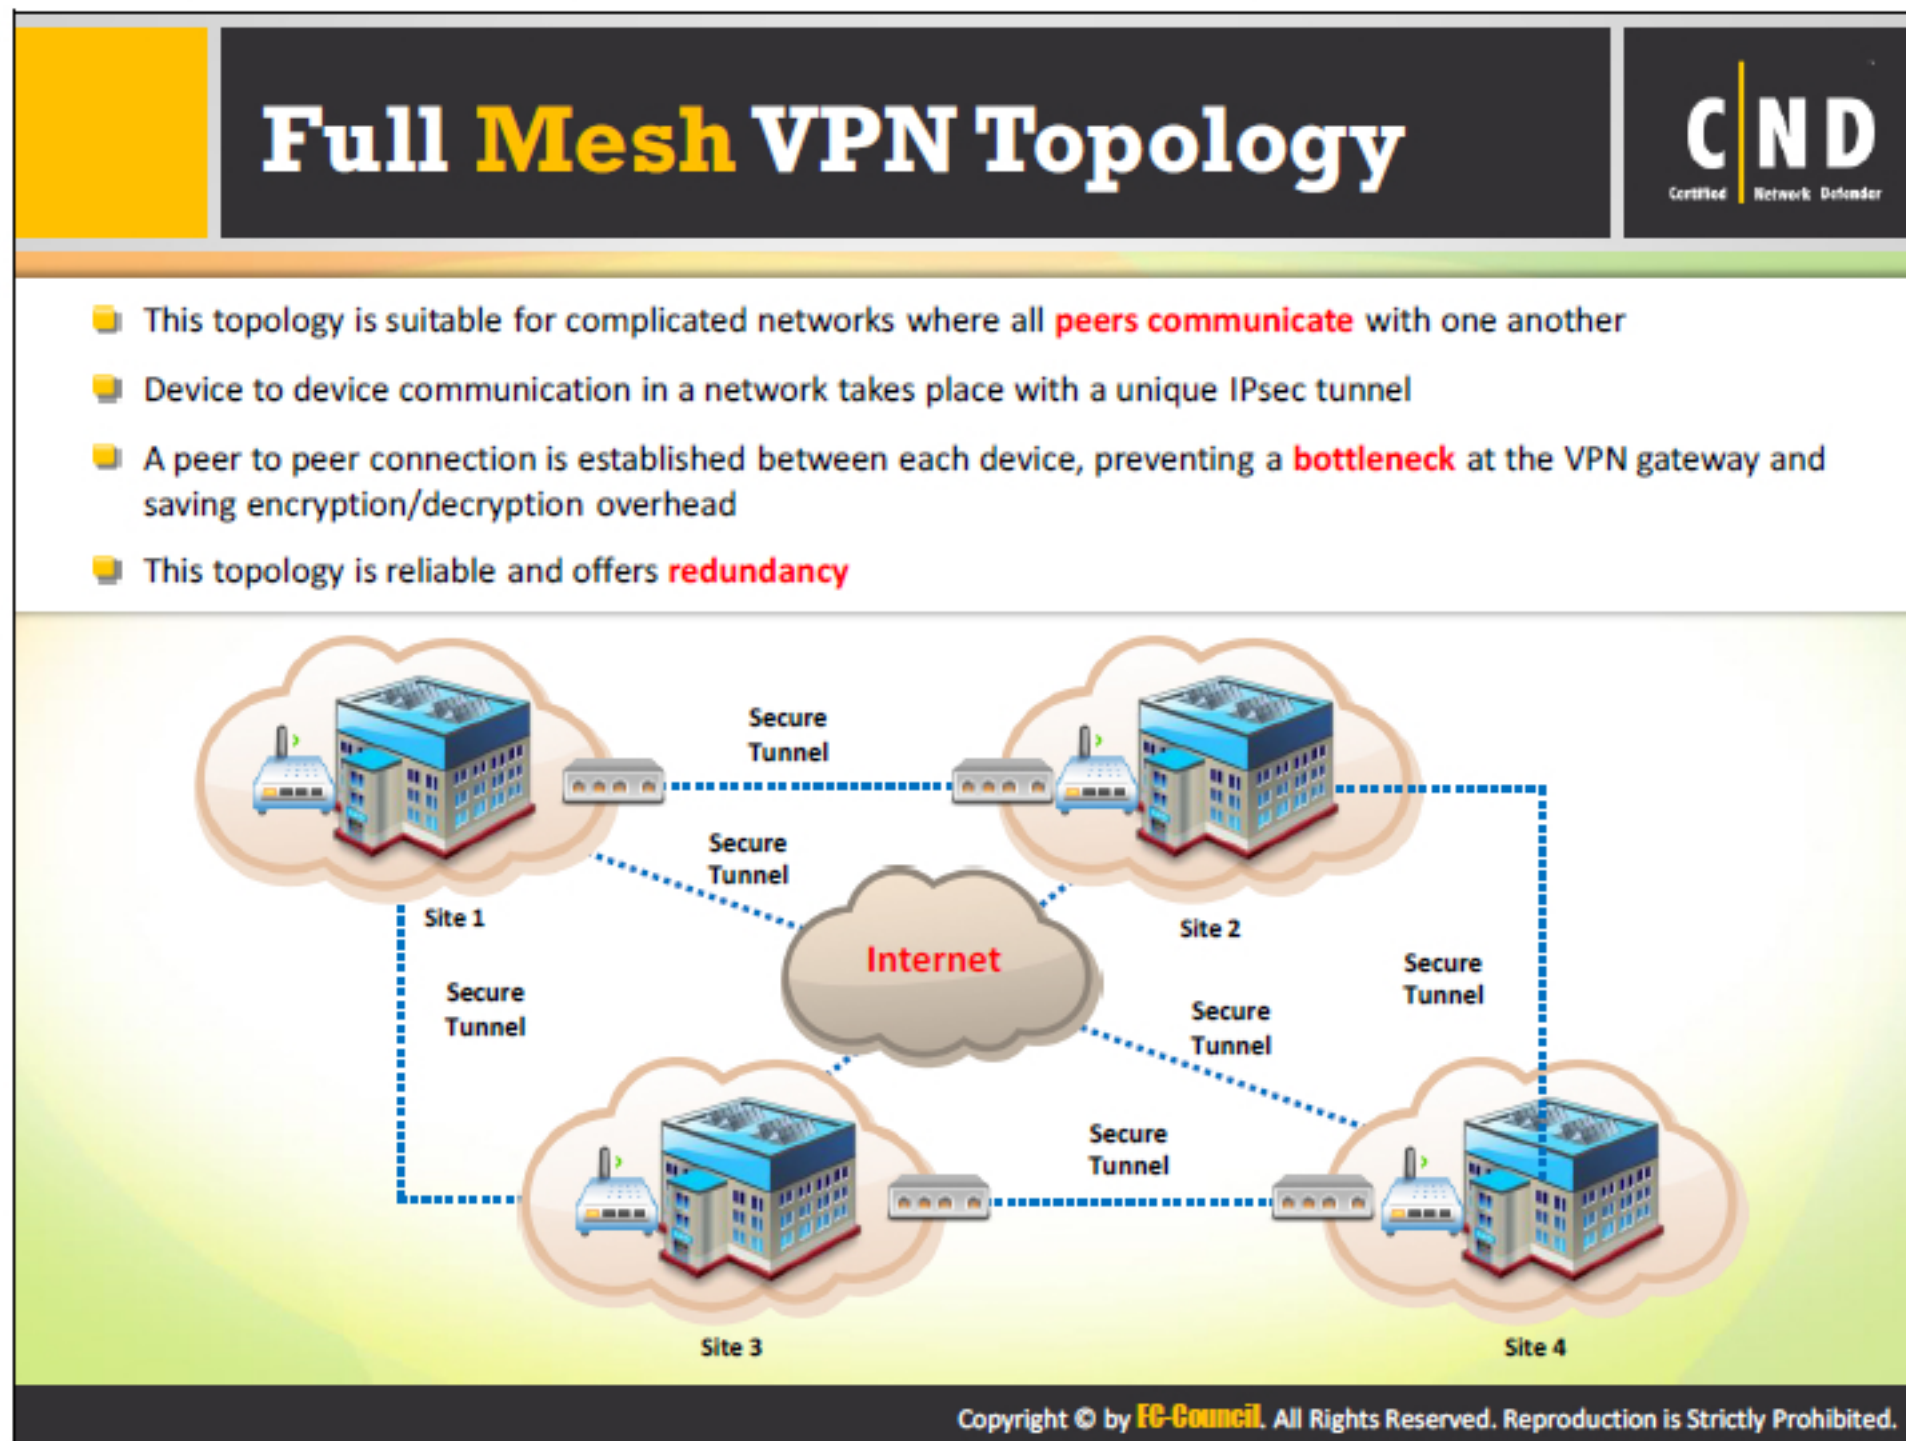 Full Mesh VPN Topology
C|ND
Certified Network Defender
This topology is suitable for complicated networks where all peers communicate with one another
Device to device communication in a network takes place with a unique IPsec tunnel
A peer to peer connection is established between each device, preventing a bottleneck at the VPN gateway and
saving encryption/decryption overhead
This topology is reliable and offers redundancy
Secure
Tunnel
Secure
Tunnel
Site 1
Site 2
Internet
Secure
Tunnel
Secure
Tunnel
Secure
Tunnel
Secure
Tunnel
Site 3
Site 4
Copyright © by EC-Council. All Rights Reserved. Reproduction is Strictly Prohibited.